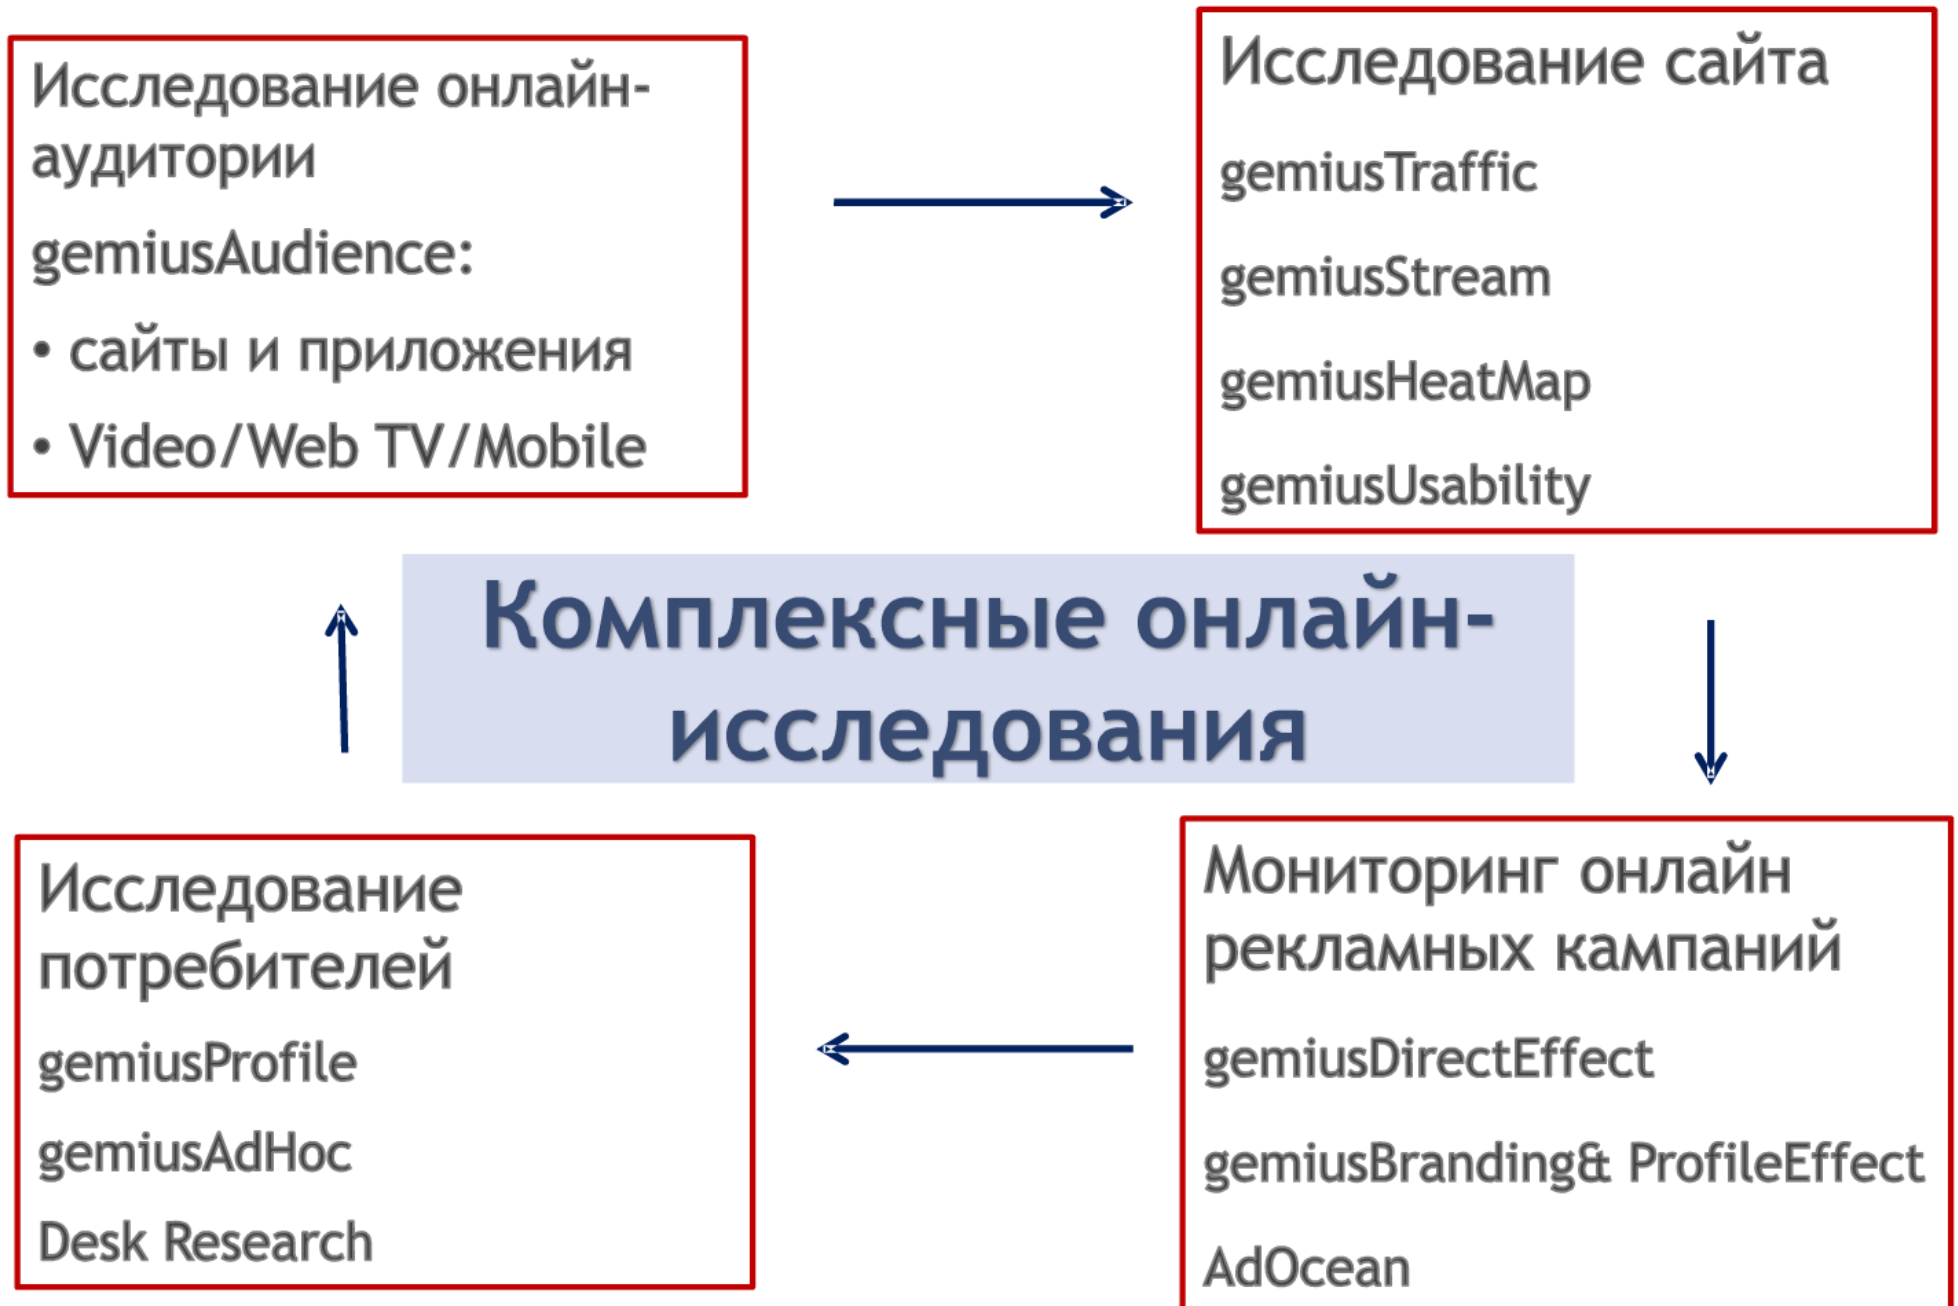 Исследование онлайн-
аудитории
gemiusAudience:
• сайты и приложения
• Video/Web TV/Mobile
Исследование сайта
gemiusTraffic
gemiusStream
gemiusHeatMap
gemiusUsability
Комплексные онлайн-
исследования
Исследование
потребителей
gemiusProfile
gemiusAdHoc
Desk Research
Мониторинг онлайн
рекламных кампаний
gemiusDirectEffect
gemiusBranding& ProfileEffect
AdOcean